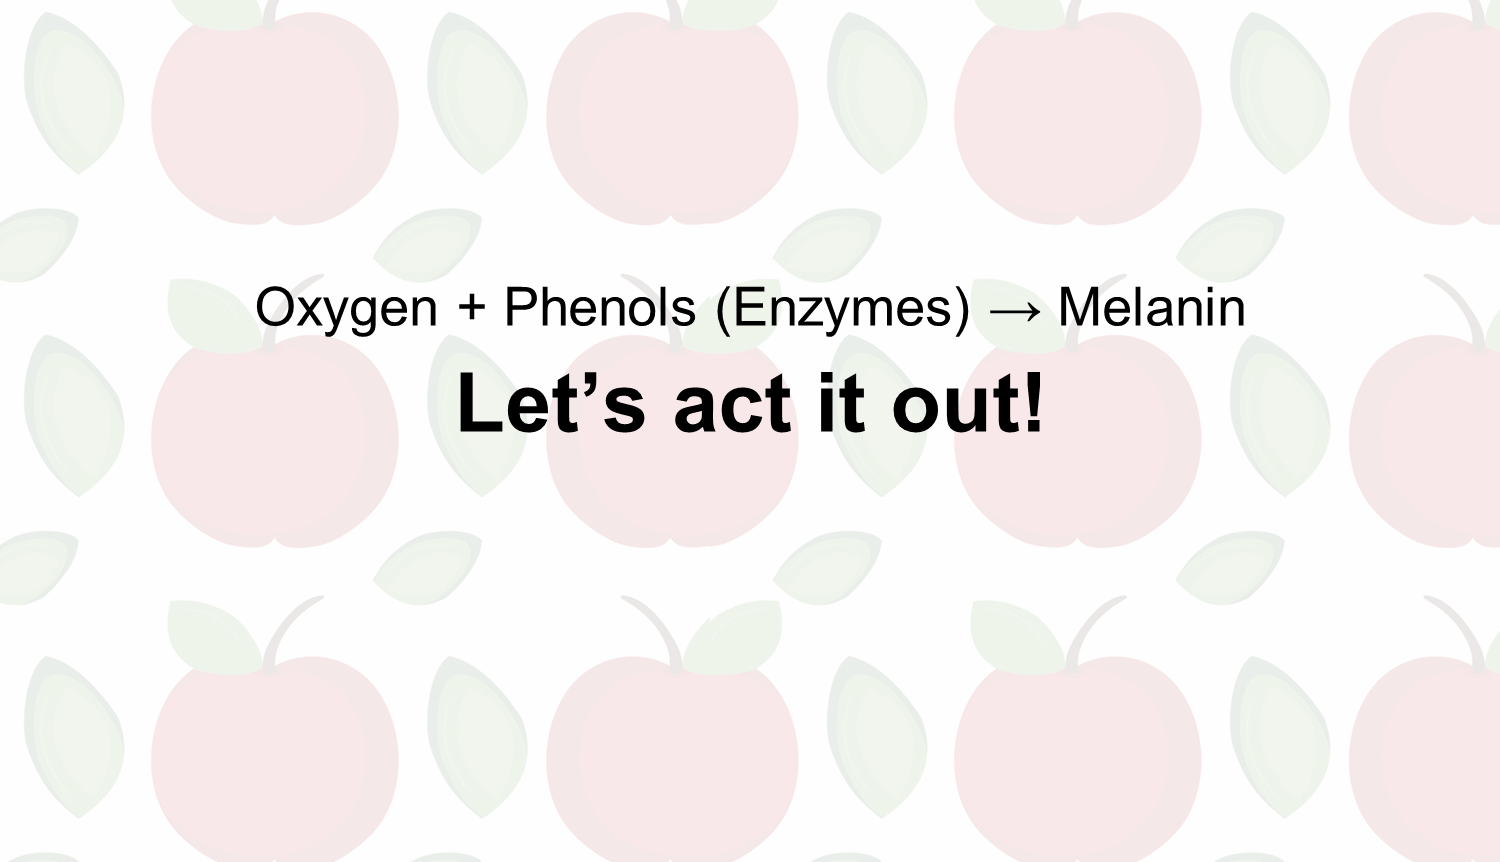 Oxygen + Phenols (Enzymes) → Melanin
Let’s act it out!